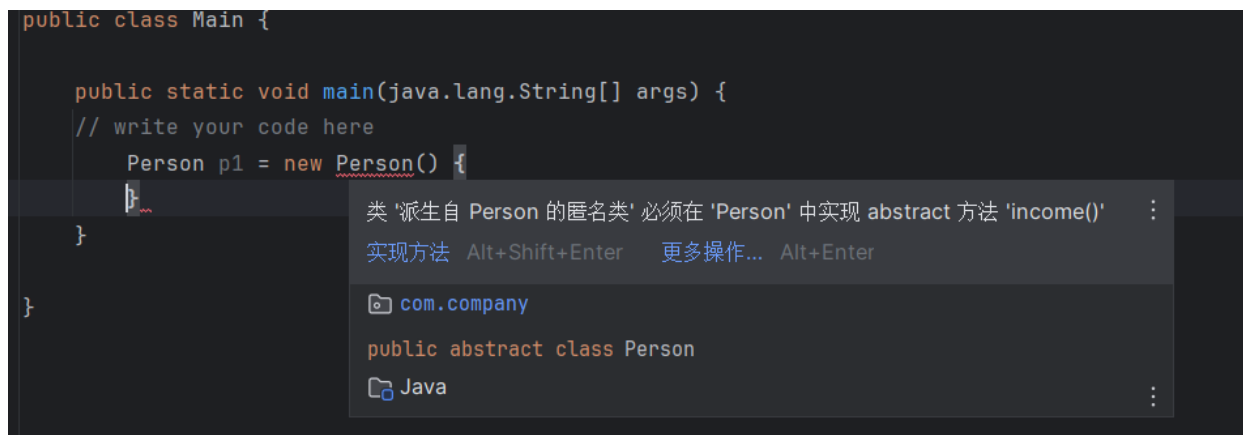 public class Main {
public static void main(java.lang.String[] args) {
// write your code here
Person p1 = new Person() {
}
}
}
类 '派生自 Person 的匿名类' 必须在 'Person' 中实现 abstract 方法 'income()'
实现方法 Alt+Shift+Enter 更多操作... Alt+Enter
com.company
public abstract class Person
Java